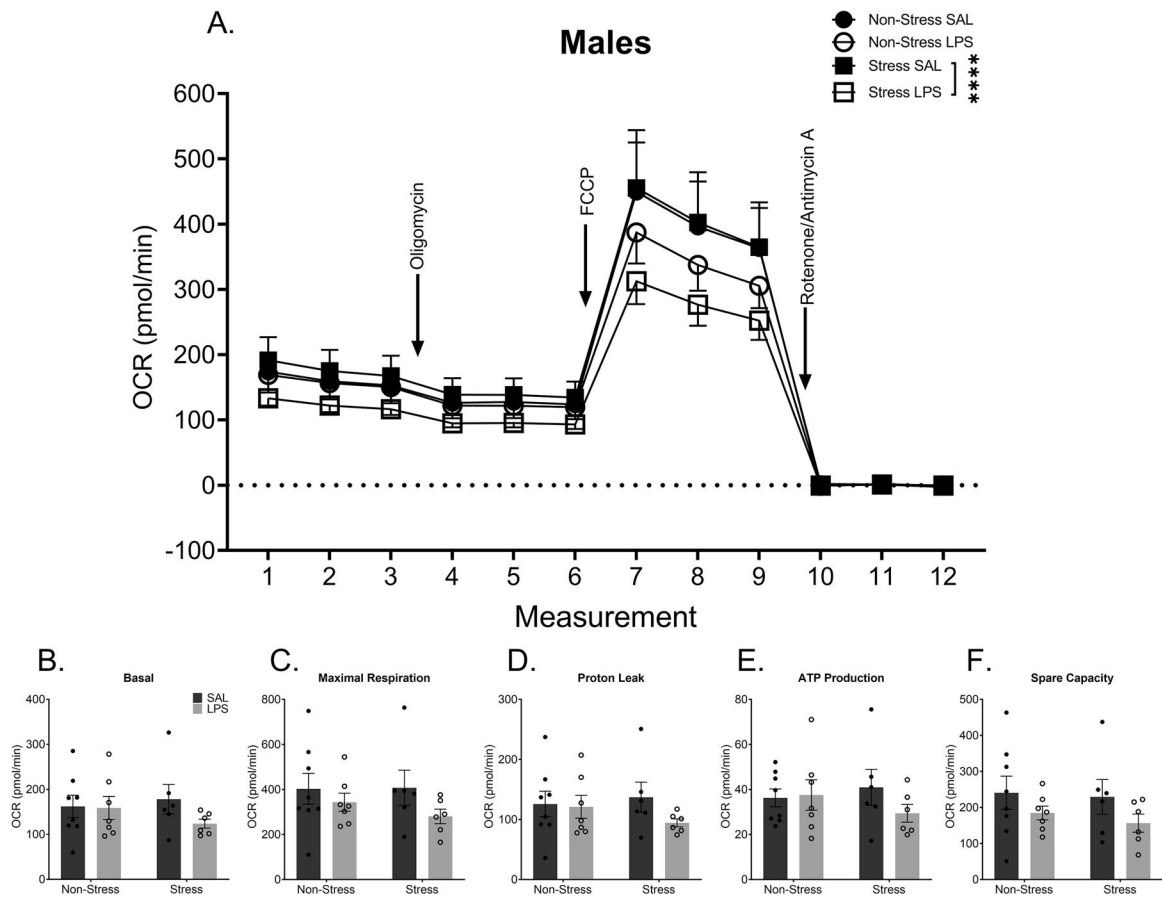 A.
Males
Non-Stress SAL
Non-Stress LPS
Stress SAL
Stress LPS
****
600
500
400
300
200
100
0
-100
OCR (pmol/min)
Oligomycin
FCCP
Rotenone/Antimycin A
1 2 3 4 5 6 7 8 9 10 11 12
Measurement
B.
Basal
SAL
LPS
400
300
200
100
0
OCR (pmol/min)
Non-Stress Stress
C.
Maximal Respiration
800
600
400
200
0
OCR (pmol/min)
Non-Stress Stress
D.
Proton Leak
300
200
100
0
OCR (pmol/min)
Non-Stress Stress
E.
ATP Production
80
60
40
20
0
OCR (pmol/min)
Non-Stress Stress
F.
Spare Capacity
500
400
300
200
100
0
OCR (pmol/min)
Non-Stress Stress